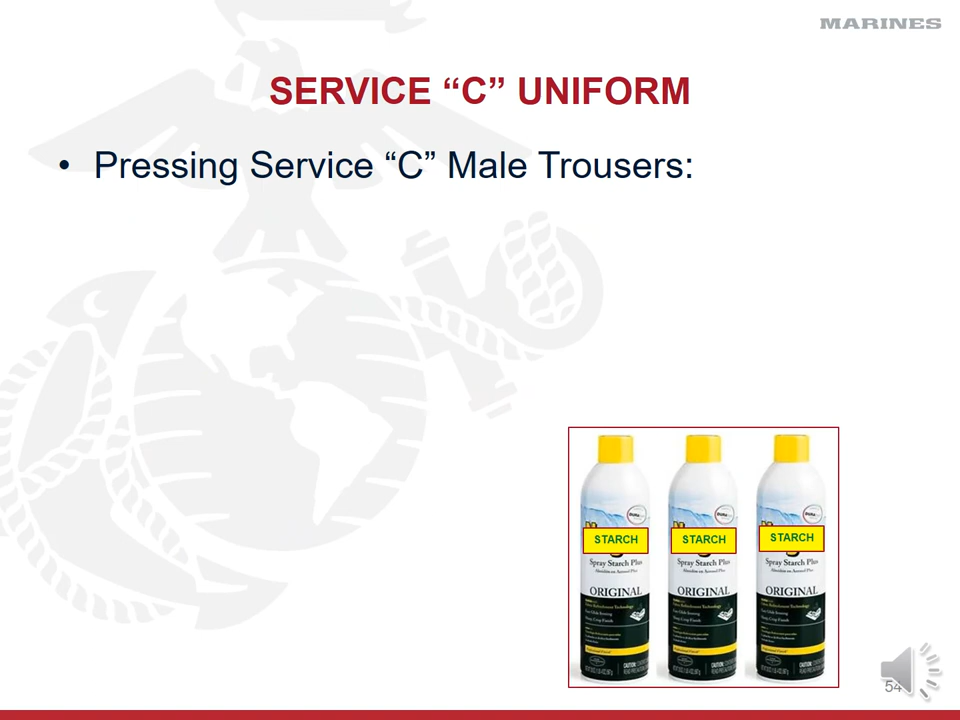 MARINES
SERVICE “C” UNIFORM
• Pressing Service “C” Male Trousers:
STARCH STARCH STARCH
Spray Starch Plus Spray Starch Plus Spray Starch Plus
ORIGINAL ORIGINAL ORIGINAL
54